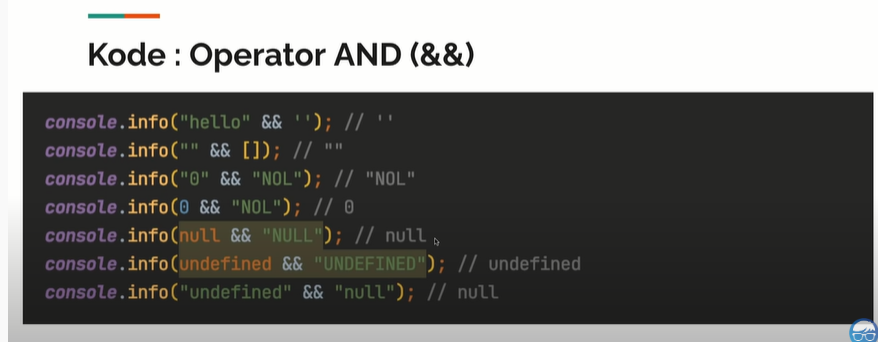 Kode : Operator AND (&&)
console.info("hello" && ''); // ''
console.info("" && []); // ""
console.info("0" && "NOL"); // "NOL"
console.info(0 && "NOL"); // 0
console.info(null && "NULL"); // null
console.info(undefined && "UNDEFINED"); // undefined
console.info("undefined" && "null"); // null